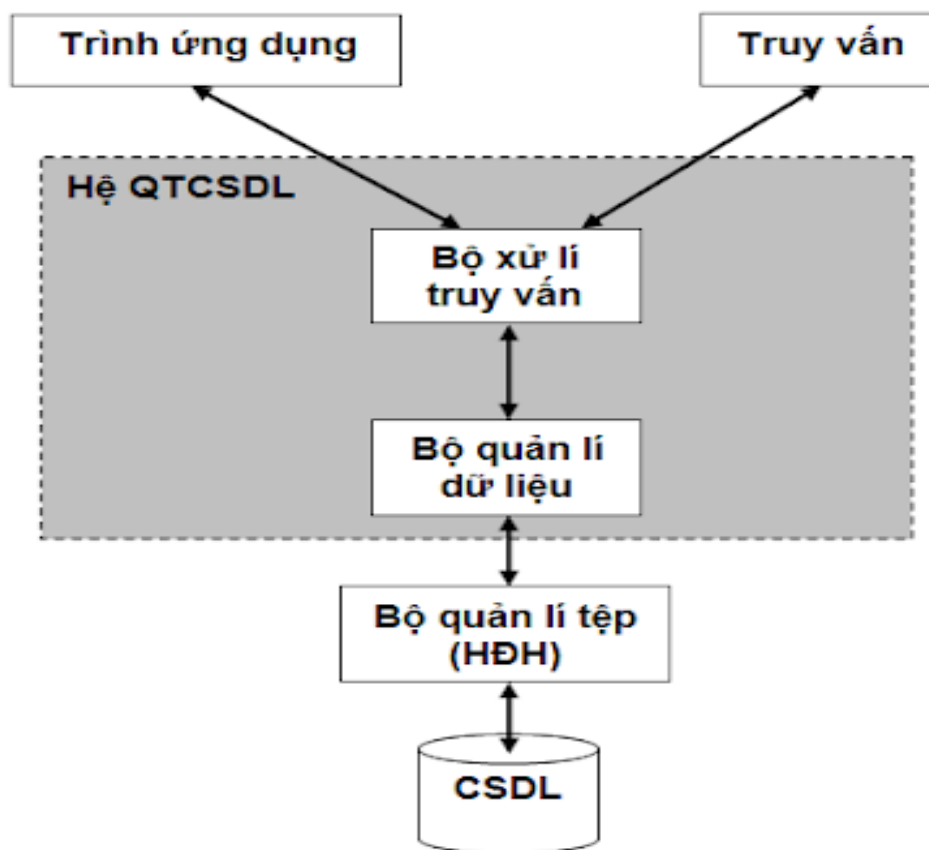 Trình ứng dụng
Truy vấn
Hệ QTCSDL
Bộ xử lí
truy vấn
Bộ quản lí
dữ liệu
Bộ quản lí tệp
(HĐH)
CSDL